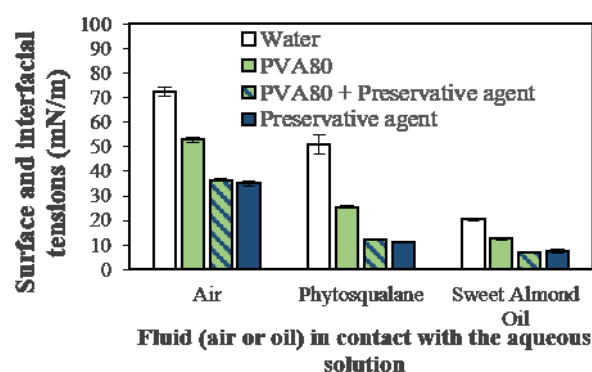 Surface and interfacial
tensions (mN/m)
100
90
80
70
60
50
40
30
20
10
0
Water
PVA80
PVA80 + Preservative agent
Preservative agent
Air
Phytosqualane
Sweet Almond
Oil
Fluid (air or oil) in contact with the aqueous
solution